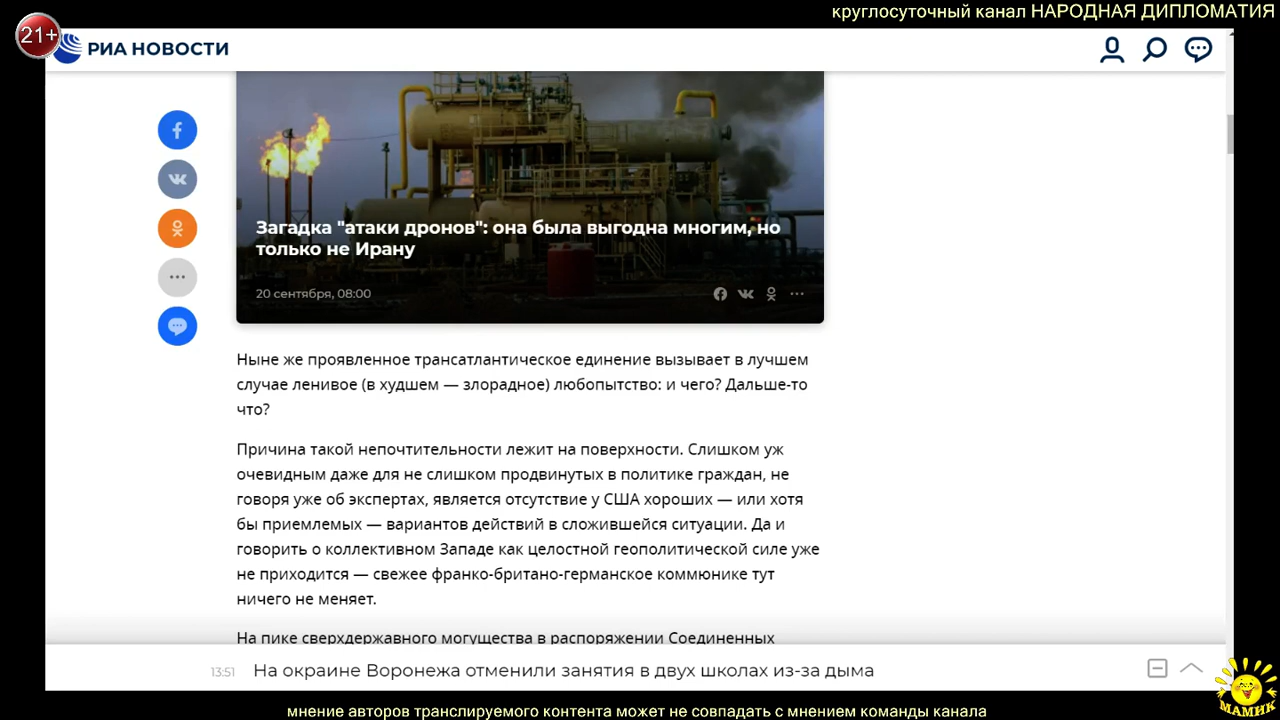 круглосуточный канал НАРОДНАЯ ДИПЛОМАТИЯ
21+
РИА НОВОСТИ
Загадка "атаки дронов": она была выгодна многим, но
только не Ирану
20 сентября, 08:00
Ныне же проявленное трансатлантическое единение вызывает в лучшем
случае ленивое (в худшем — злорадное) любопытство: и чего? Дальше-то
что?
Причина такой непочтительности лежит на поверхности. Слишком уж
очевидным даже для не слишком продвинутых в политике граждан, не
говоря уже об экспертах, является отсутствие у США хороших — или хотя
бы приемлемых — вариантов действий в сложившейся ситуации. Да и
говорить о коллективном Западе как целостной геополитической силе уже
не приходится — свежее франко-британо-германское коммюнике тут
ничего не меняет.
На пике сверхдержавного могущества в распоряжении Соединенных
13:51 На окраине Воронежа отменили занятия в двух школах из-за дыма
МАМИК
мнение авторов транслируемого контента может не совпадать с мнением команды канала